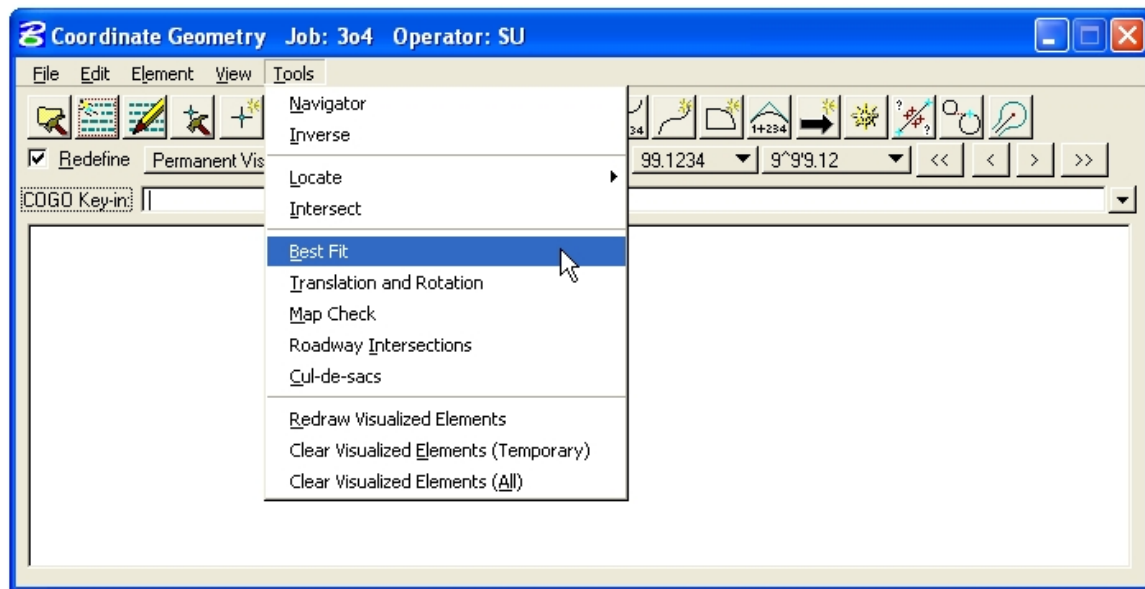 Coordinate Geometry Job: 3o4 Operator: SU
File Edit Element View Tools
Navigator
Inverse
1+234
Redefine Permanent Vis 99.1234 9^9'9.12 << < > >>
Locate
COGO Key-in:
Intersect
Best Fit
Translation and Rotation
Map Check
Roadway Intersections
Cul-de-sacs
Redraw Visualized Elements
Clear Visualized Elements (Temporary)
Clear Visualized Elements (All)